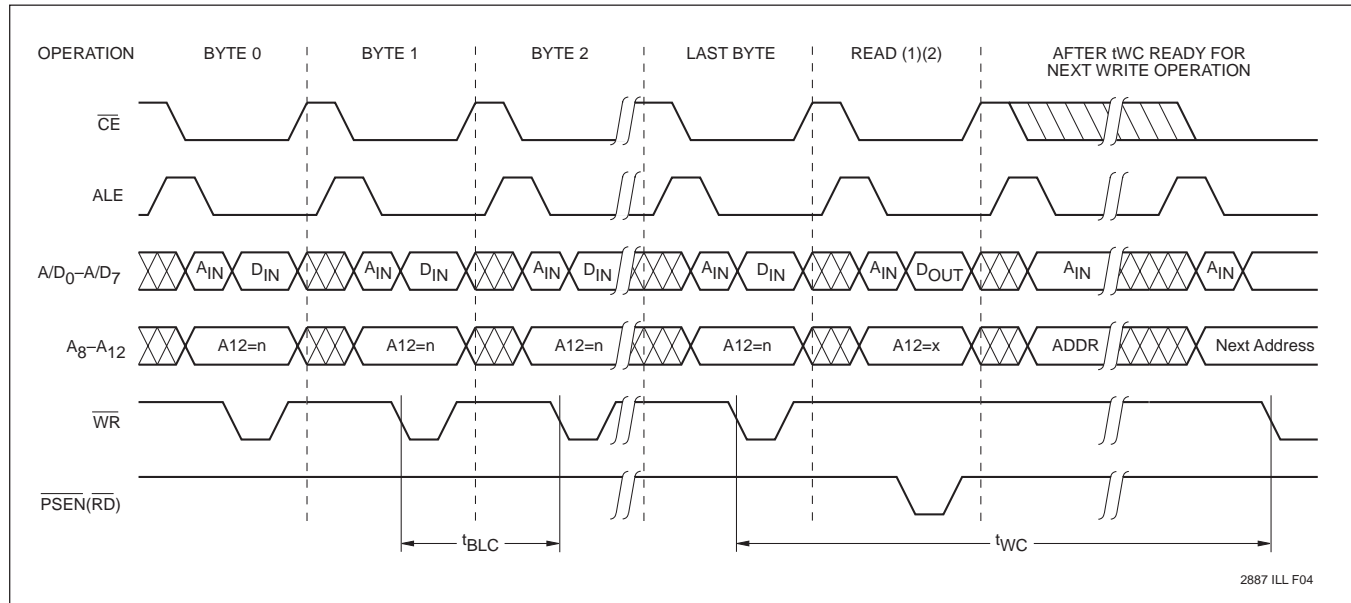 OPERATION BYTE 0 BYTE 1 BYTE 2 LAST BYTE READ (1)(2) AFTER tWC READY FOR
NEXT WRITE OPERATION
CE
ALE
A/D0–A/D7 AIN DIN AIN DIN AIN DIN AIN DIN AIN DOUT AIN AIN
A8–A12 A12=n A12=n A12=n A12=n A12=x ADDR Next Address
WR
PSEN(RD)
tBLC tWC
2887 ILL F04